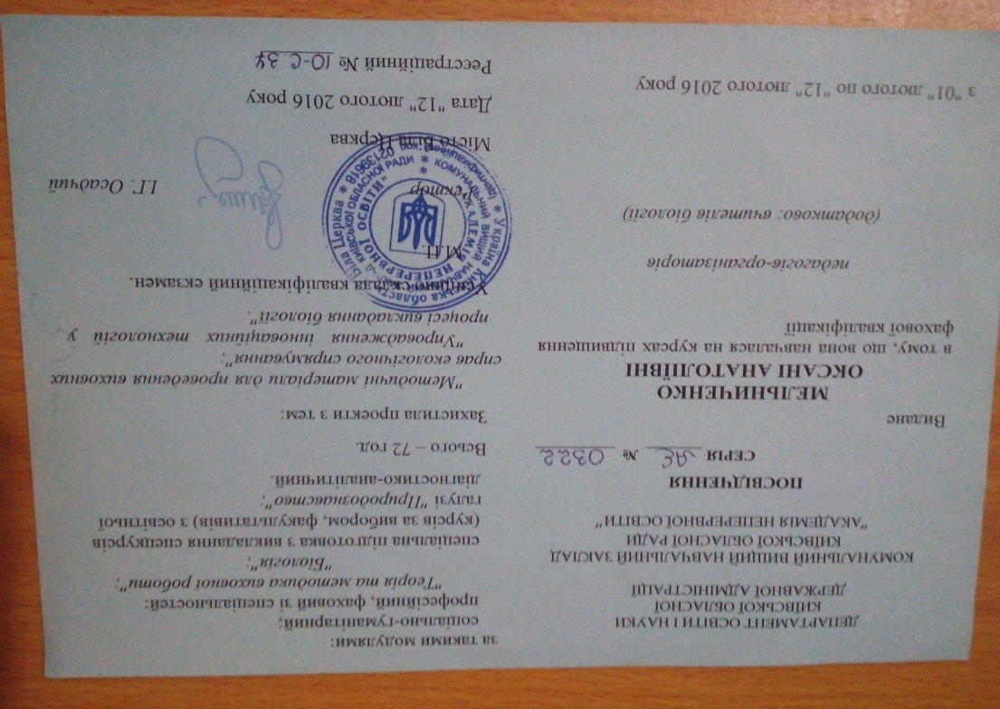 ДЕПАРТАМЕНТ ОСВІТИ І НАУКИ
КИЇВСЬКОЇ ОБЛАСНОЇ
ДЕРЖАВНОЇ АДМІНІСТРАЦІЇ
КОМУНАЛЬНИЙ ВИЩИЙ НАВЧАЛЬНИЙ ЗАКЛАД
КИЇВСЬКОЇ ОБЛАСНОЇ РАДИ
"АКАДЕМІЯ НЕПЕРЕРВНОЇ ОСВІТИ"
ПОСВІДЧЕННЯ
СЕРІЯ АЄ № 0322
Видане
МЕЛЬНИЧЕНКО
ОКСАНІ АНАТОЛІЇВНІ
в тому, що вона навчалася на курсах підвищення
фахової кваліфікації
педагогів-організаторів
(додатково: вчителів біології)
з "01" лютого по "12" лютого 2016 року
за такими модулями:
соціально-гуманітарний;
професійний, фаховий зі спеціальностей:
"Теорія та методика виховної роботи";
"Біологія";
спеціальна підготовка з викладання спецкурсів
(курсів за вибором, факультативів) з освітньої
галузі "Природознавство";
діагностико-аналітичний.
Всього – 72 год.
Захистила проекти з тем:
"Методичні матеріали для проведення виховних
справ екологічного спрямування";
"Упровадження інноваційних технологій у
процесі викладання біології".
Успішно склала кваліфікаційний екзамен.
М.П.
Ректор І.Г. Осадчий
Місто Біла Церква
Дата "12" лютого 2016 року
Реєстраційний № 10-С 34
Україна Київська область Біла Церква
КОМУНАЛЬНИЙ ВИЩИЙ НАВЧАЛЬНИЙ ЗАКЛАД КИЇВСЬКОЇ ОБЛАСНОЇ РАДИ
"АКАДЕМІЯ НЕПЕРЕРВНОЇ ОСВІТИ"
Ідентифікаційний код 02139618